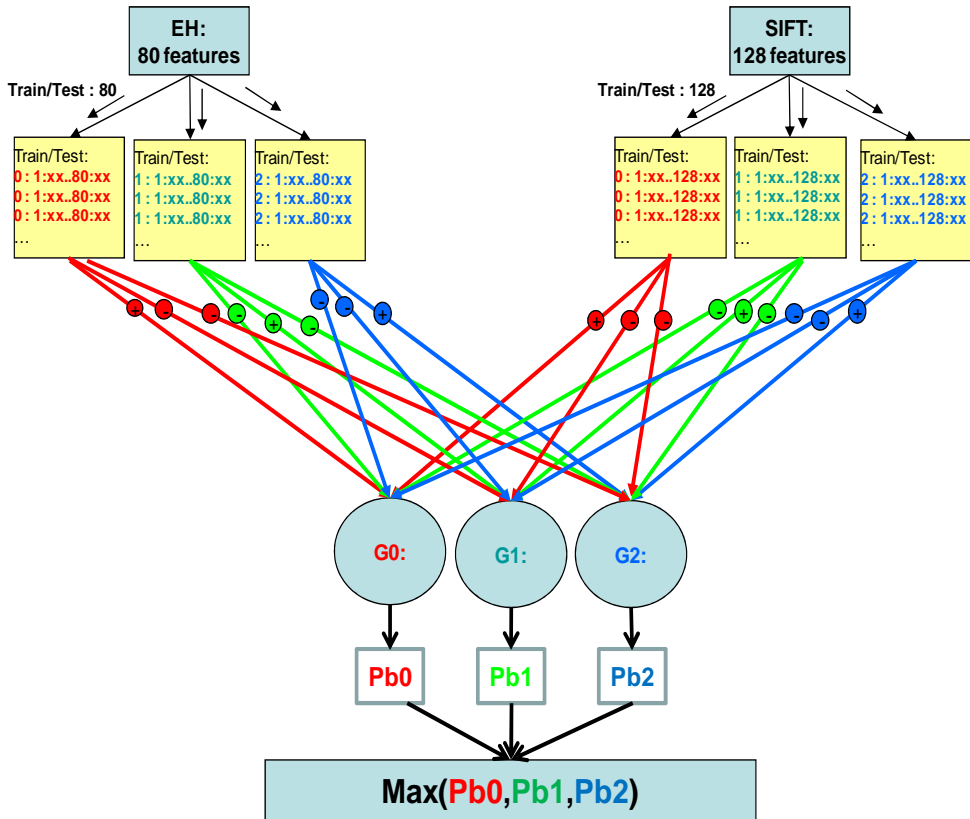 EH:
80 features
SIFT:
128 features
Train/Test : 80
Train/Test : 128
Train/Test:
0 : 1:xx..80:xx
0 : 1:xx..80:xx
0 : 1:xx..80:xx
...
Train/Test:
1 : 1:xx..80:xx
1 : 1:xx..80:xx
1 : 1:xx..80:xx
...
Train/Test:
2 : 1:xx..80:xx
2 : 1:xx..80:xx
2 : 1:xx..80:xx
...
Train/Test:
0 : 1:xx..128:xx
0 : 1:xx..128:xx
0 : 1:xx..128:xx
...
Train/Test:
1 : 1:xx..128:xx
1 : 1:xx..128:xx
1 : 1:xx..128:xx
...
Train/Test:
2 : 1:xx..128:xx
2 : 1:xx..128:xx
2 : 1:xx..128:xx
...
+ - - - + - - - +
+ - - - + - - - +
G0:
G1:
G2:
Pb0
Pb1
Pb2
Max(Pb0,Pb1,Pb2)